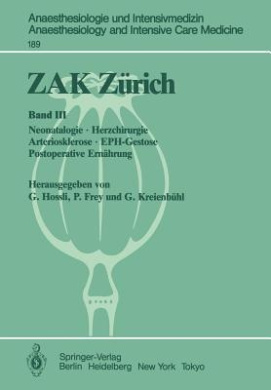 Anaesthesiologie und Intensivmedizin
Anaesthesiology and Intensive Care Medicine
189
ZAK Zürich
Band III
Neonatalogie · Herzchirurgie
Arteriosklerose · EPH-Gestose
Postoperative Ernährung
Herausgegeben von
G. Hossli, P. Frey und G. Kreienbühl
Springer-Verlag
Berlin Heidelberg New York Tokyo